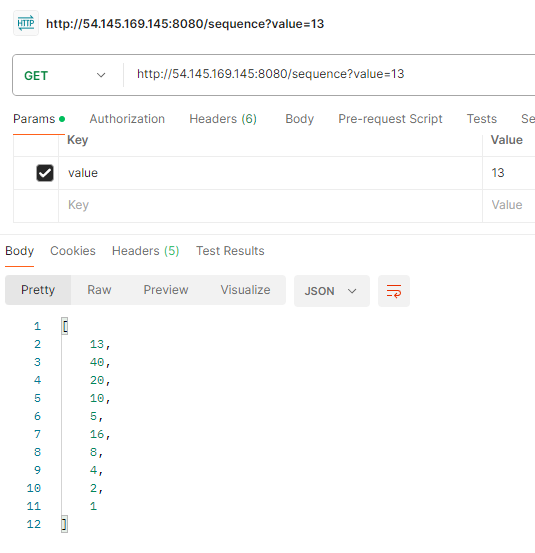 HTTP http://54.145.169.145:8080/sequence?value=13
GET http://54.145.169.145:8080/sequence?value=13
Params Authorization Headers (6) Body Pre-request Script Tests Se
Key Value
value 13
Key Value
Body Cookies Headers (5) Test Results
Pretty Raw Preview Visualize JSON
1 [
2 13,
3 40,
4 20,
5 10,
6 5,
7 16,
8 8,
9 4,
10 2,
11 1
12 ]